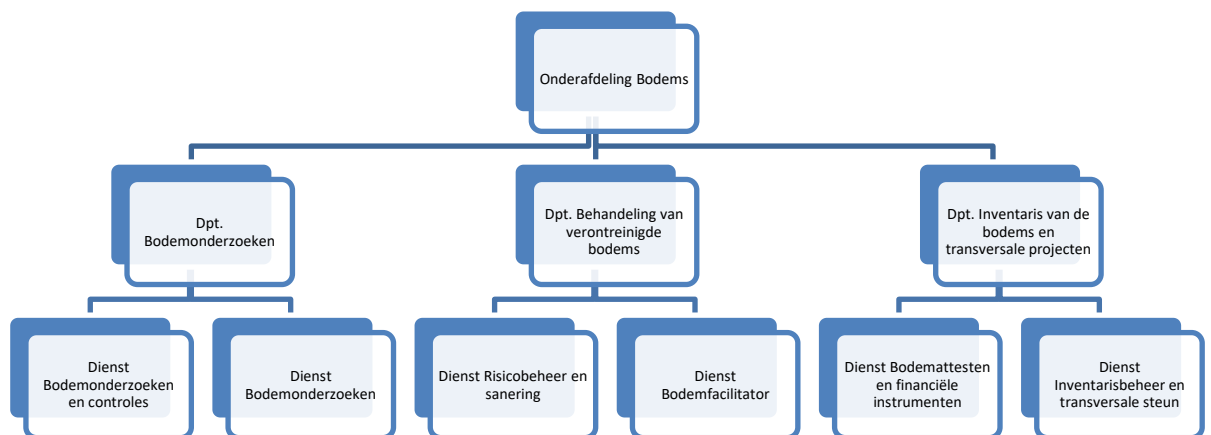 Onderafdeling Bodems
Dpt.
Bodemonderzoeken
Dpt. Behandeling van
verontreinigde
bodems
Dpt. Inventaris van de
bodems en
transversale projecten
Dienst
Bodemonderzoeken
en controles
Dienst
Bodemonderzoeken
Dienst Risicobeheer en
sanering
Dienst
Bodemfacilitator
Dienst Bodemattesten
en financiële
instrumenten
Dienst
Inventarisbeheer en
transversale steun